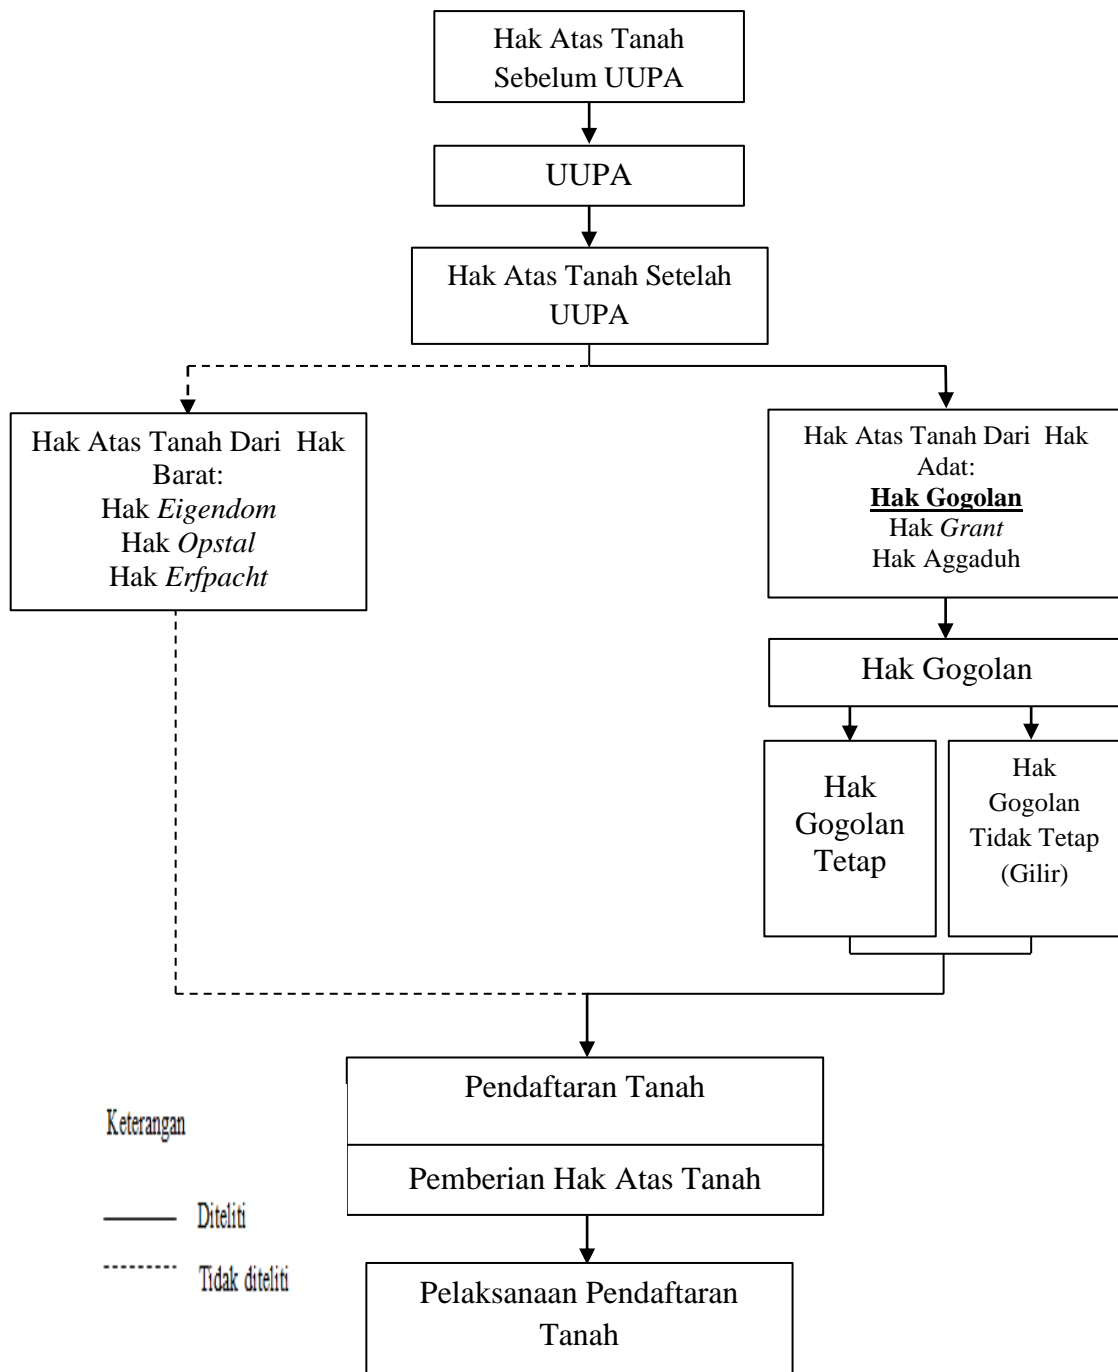 Hak Atas Tanah
Sebelum UUPA
UUPA
Hak Atas Tanah Setelah
UUPA
Hak Atas Tanah Dari Hak
Barat:
Hak Eigendom
Hak Opstal
Hak Erfpacht
Hak Atas Tanah Dari Hak
Adat:
Hak Gogolan
Hak Grant
Hak Aggaduh
Hak Gogolan
Hak
Gogolan
Tetap
Hak
Gogolan
Tidak Tetap
(Gilir)
Pendaftaran Tanah
Pemberian Hak Atas Tanah
Pelaksanaan Pendaftaran
Tanah
Keterangan
Diteliti
Tidak diteliti